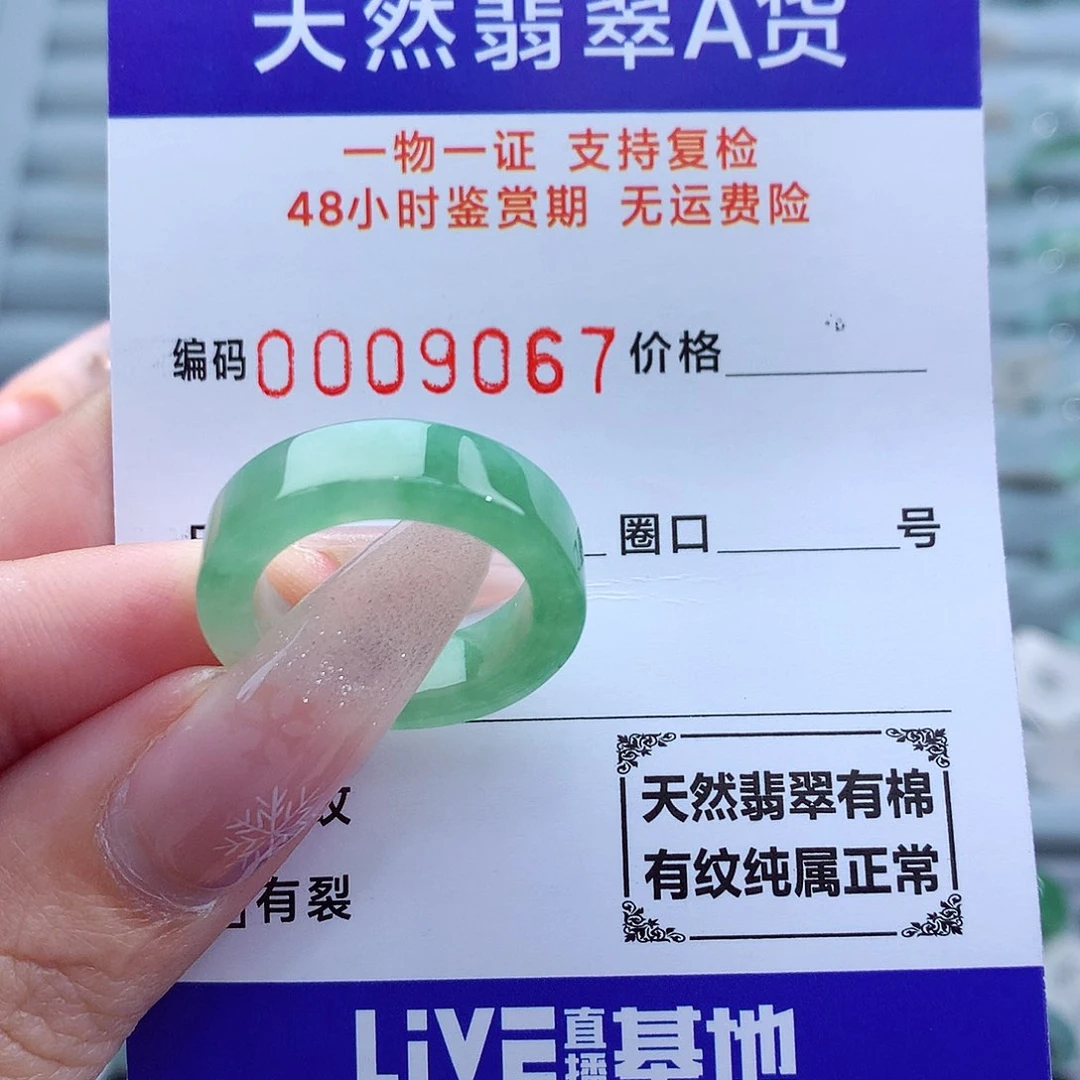 天然翡翠A货
一物一证 支持复检
48小时鉴赏期 无运费险
编码0009067价格
圈口 号
天然翡翠有棉
有纹纯属正常
有裂
LiVE直播基地